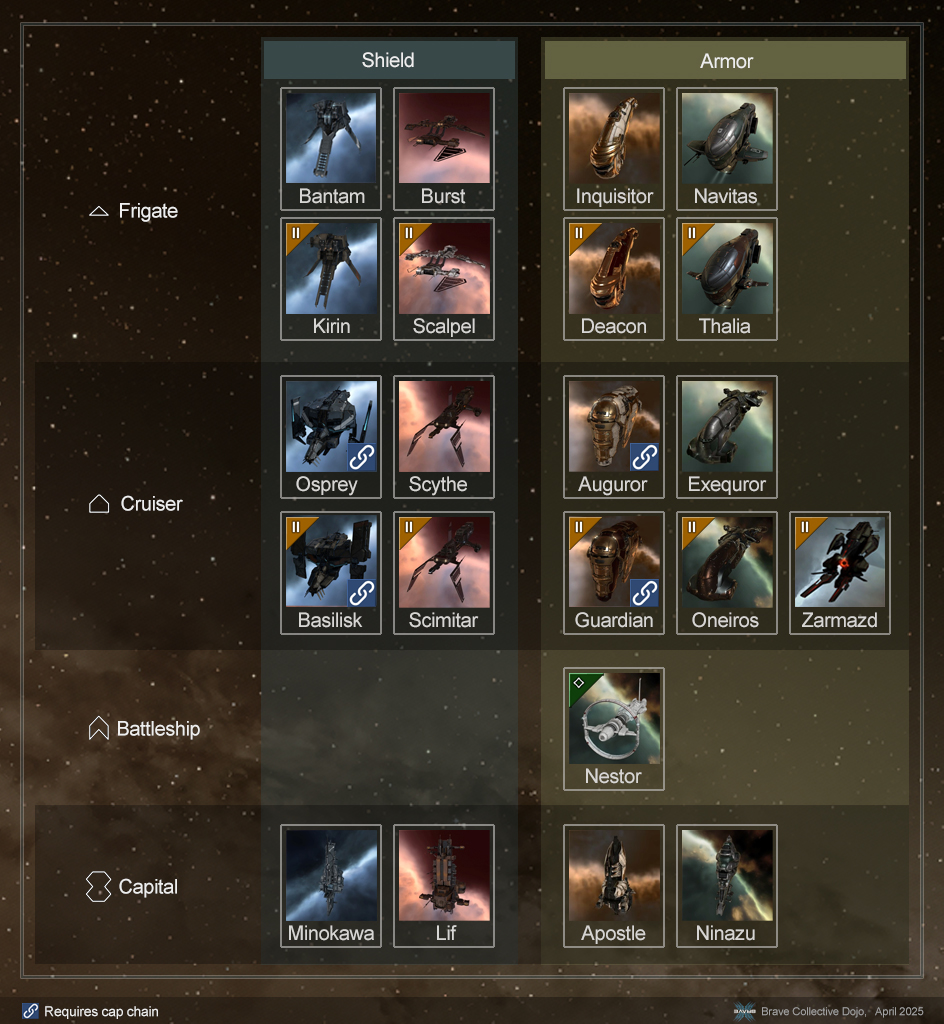 Shield
Armor
Frigate
Bantam
Burst
Inquisitor
Navitas
II
Kirin
II
Scalpel
II
Deacon
II
Thalia
Cruiser
Osprey
Scythe
Auguror
Exequror
II
Basilisk
II
Scimitar
II
Guardian
II
Oneiros
II
Zarmazd
Battleship
Nestor
Capital
Minokawa
Lif
Apostle
Ninazu
Requires cap chain
BRAVE
Brave Collective Dojo, April 2025